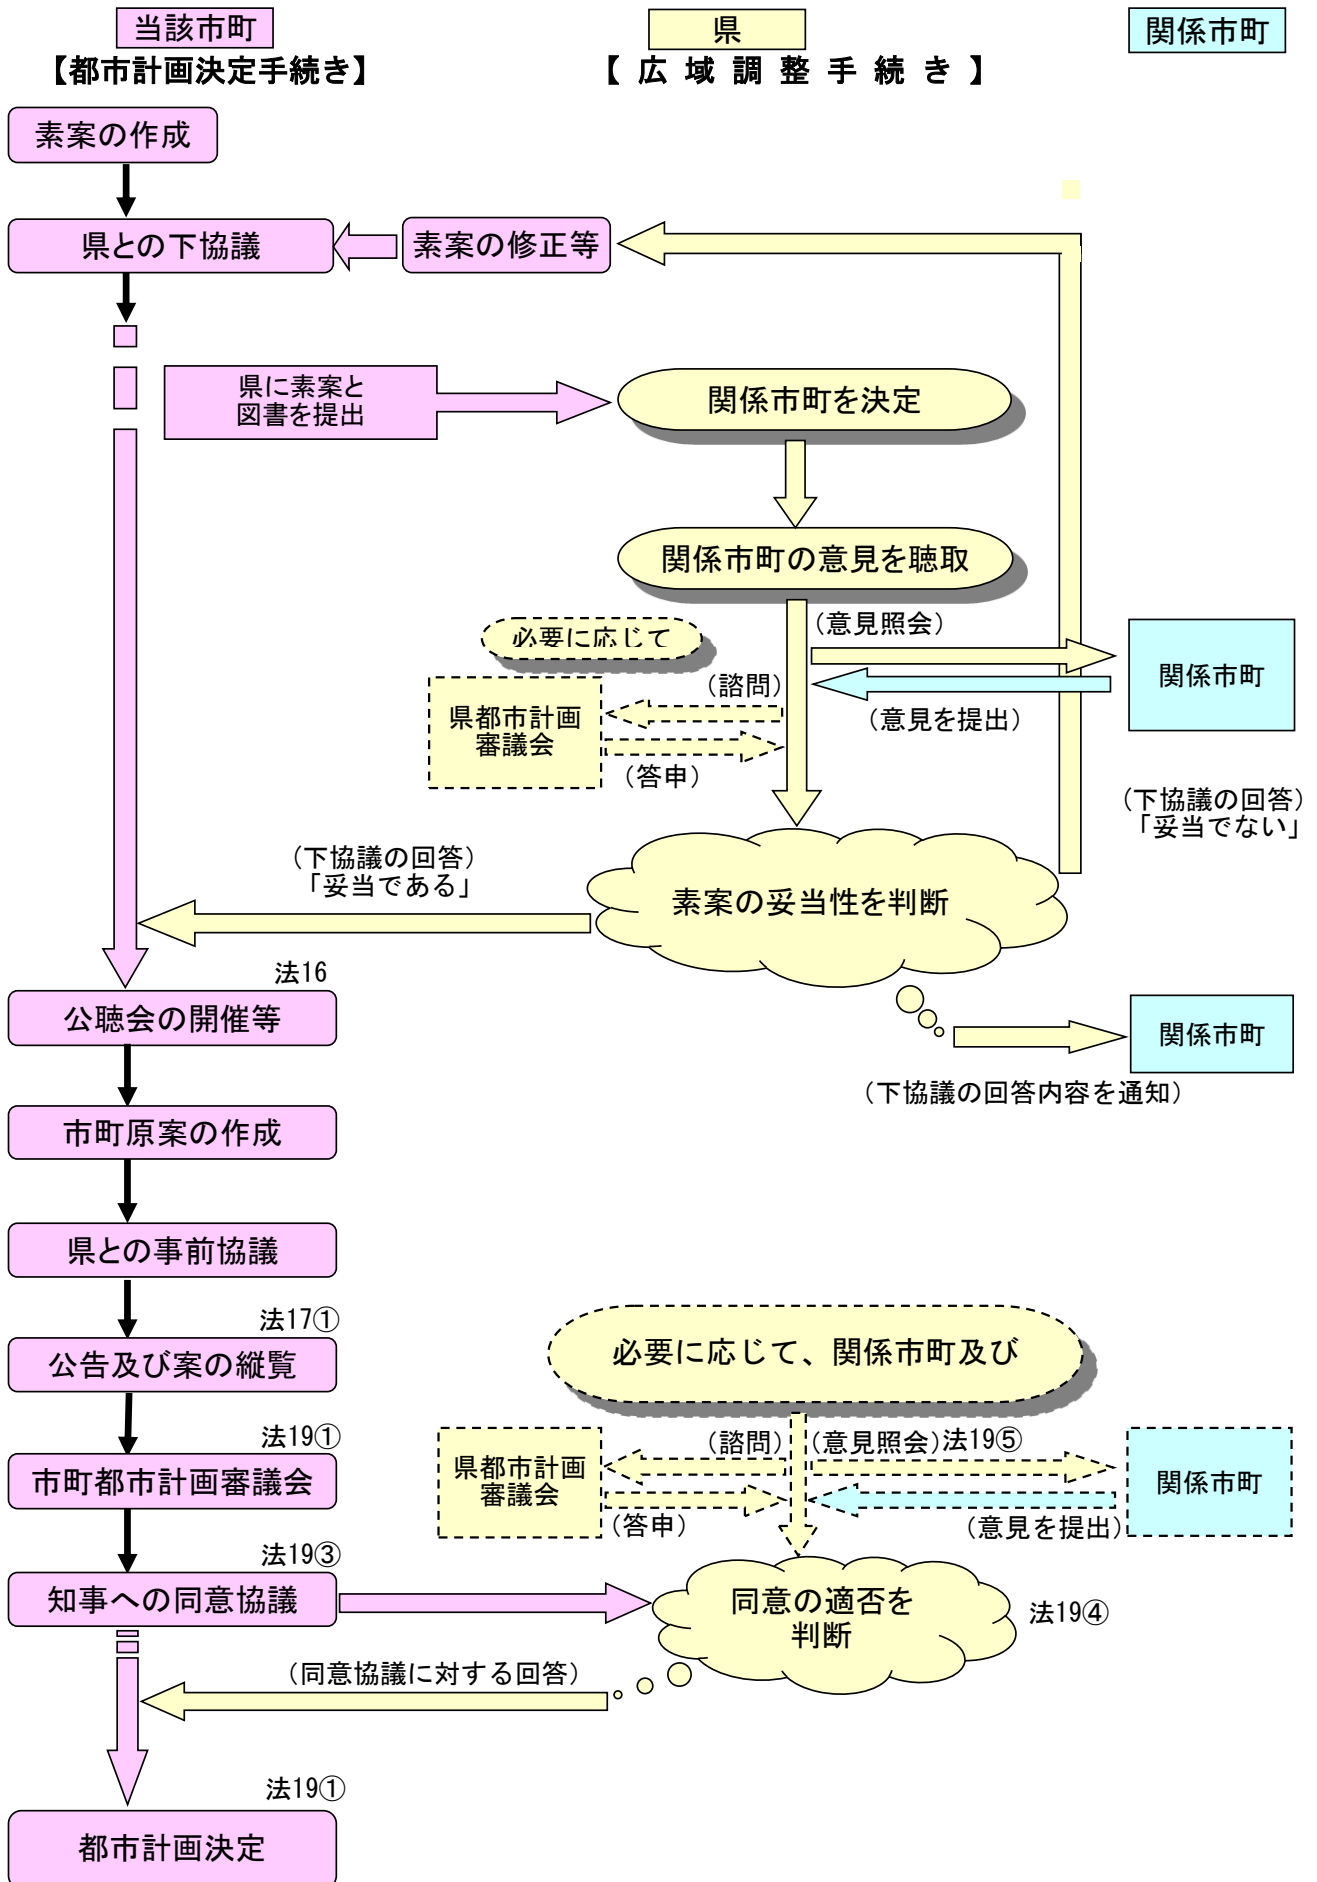 当該市町
県
関係市町
【都市計画決定手続き】
【 広 域 調 整 手 続 き 】
素案の作成
県との下協議
素案の修正等
県に素案と
図書を提出
関係市町を決定
関係市町の意見を聴取
(意見照会)
必要に応じて
関係市町
(諮問)
(意見を提出)
県都市計画
審議会
(答申)
(下協議の回答)
「妥当でない」
(下協議の回答)
「妥当である」
素案の妥当性を判断
法16
公聴会の開催等
関係市町
(下協議の回答内容を通知)
市町原案の作成
県との事前協議
法17①
公告及び案の縦覧
必要に応じて、関係市町及び
法19①
市町都市計画審議会
(諮問)
(意見照会)法19⑤
県都市計画
審議会
関係市町
(答申)
(意見を提出)
法19③
知事への同意協議
同意の適否を
判断
法19④
(同意協議に対する回答)
法19①
都市計画決定